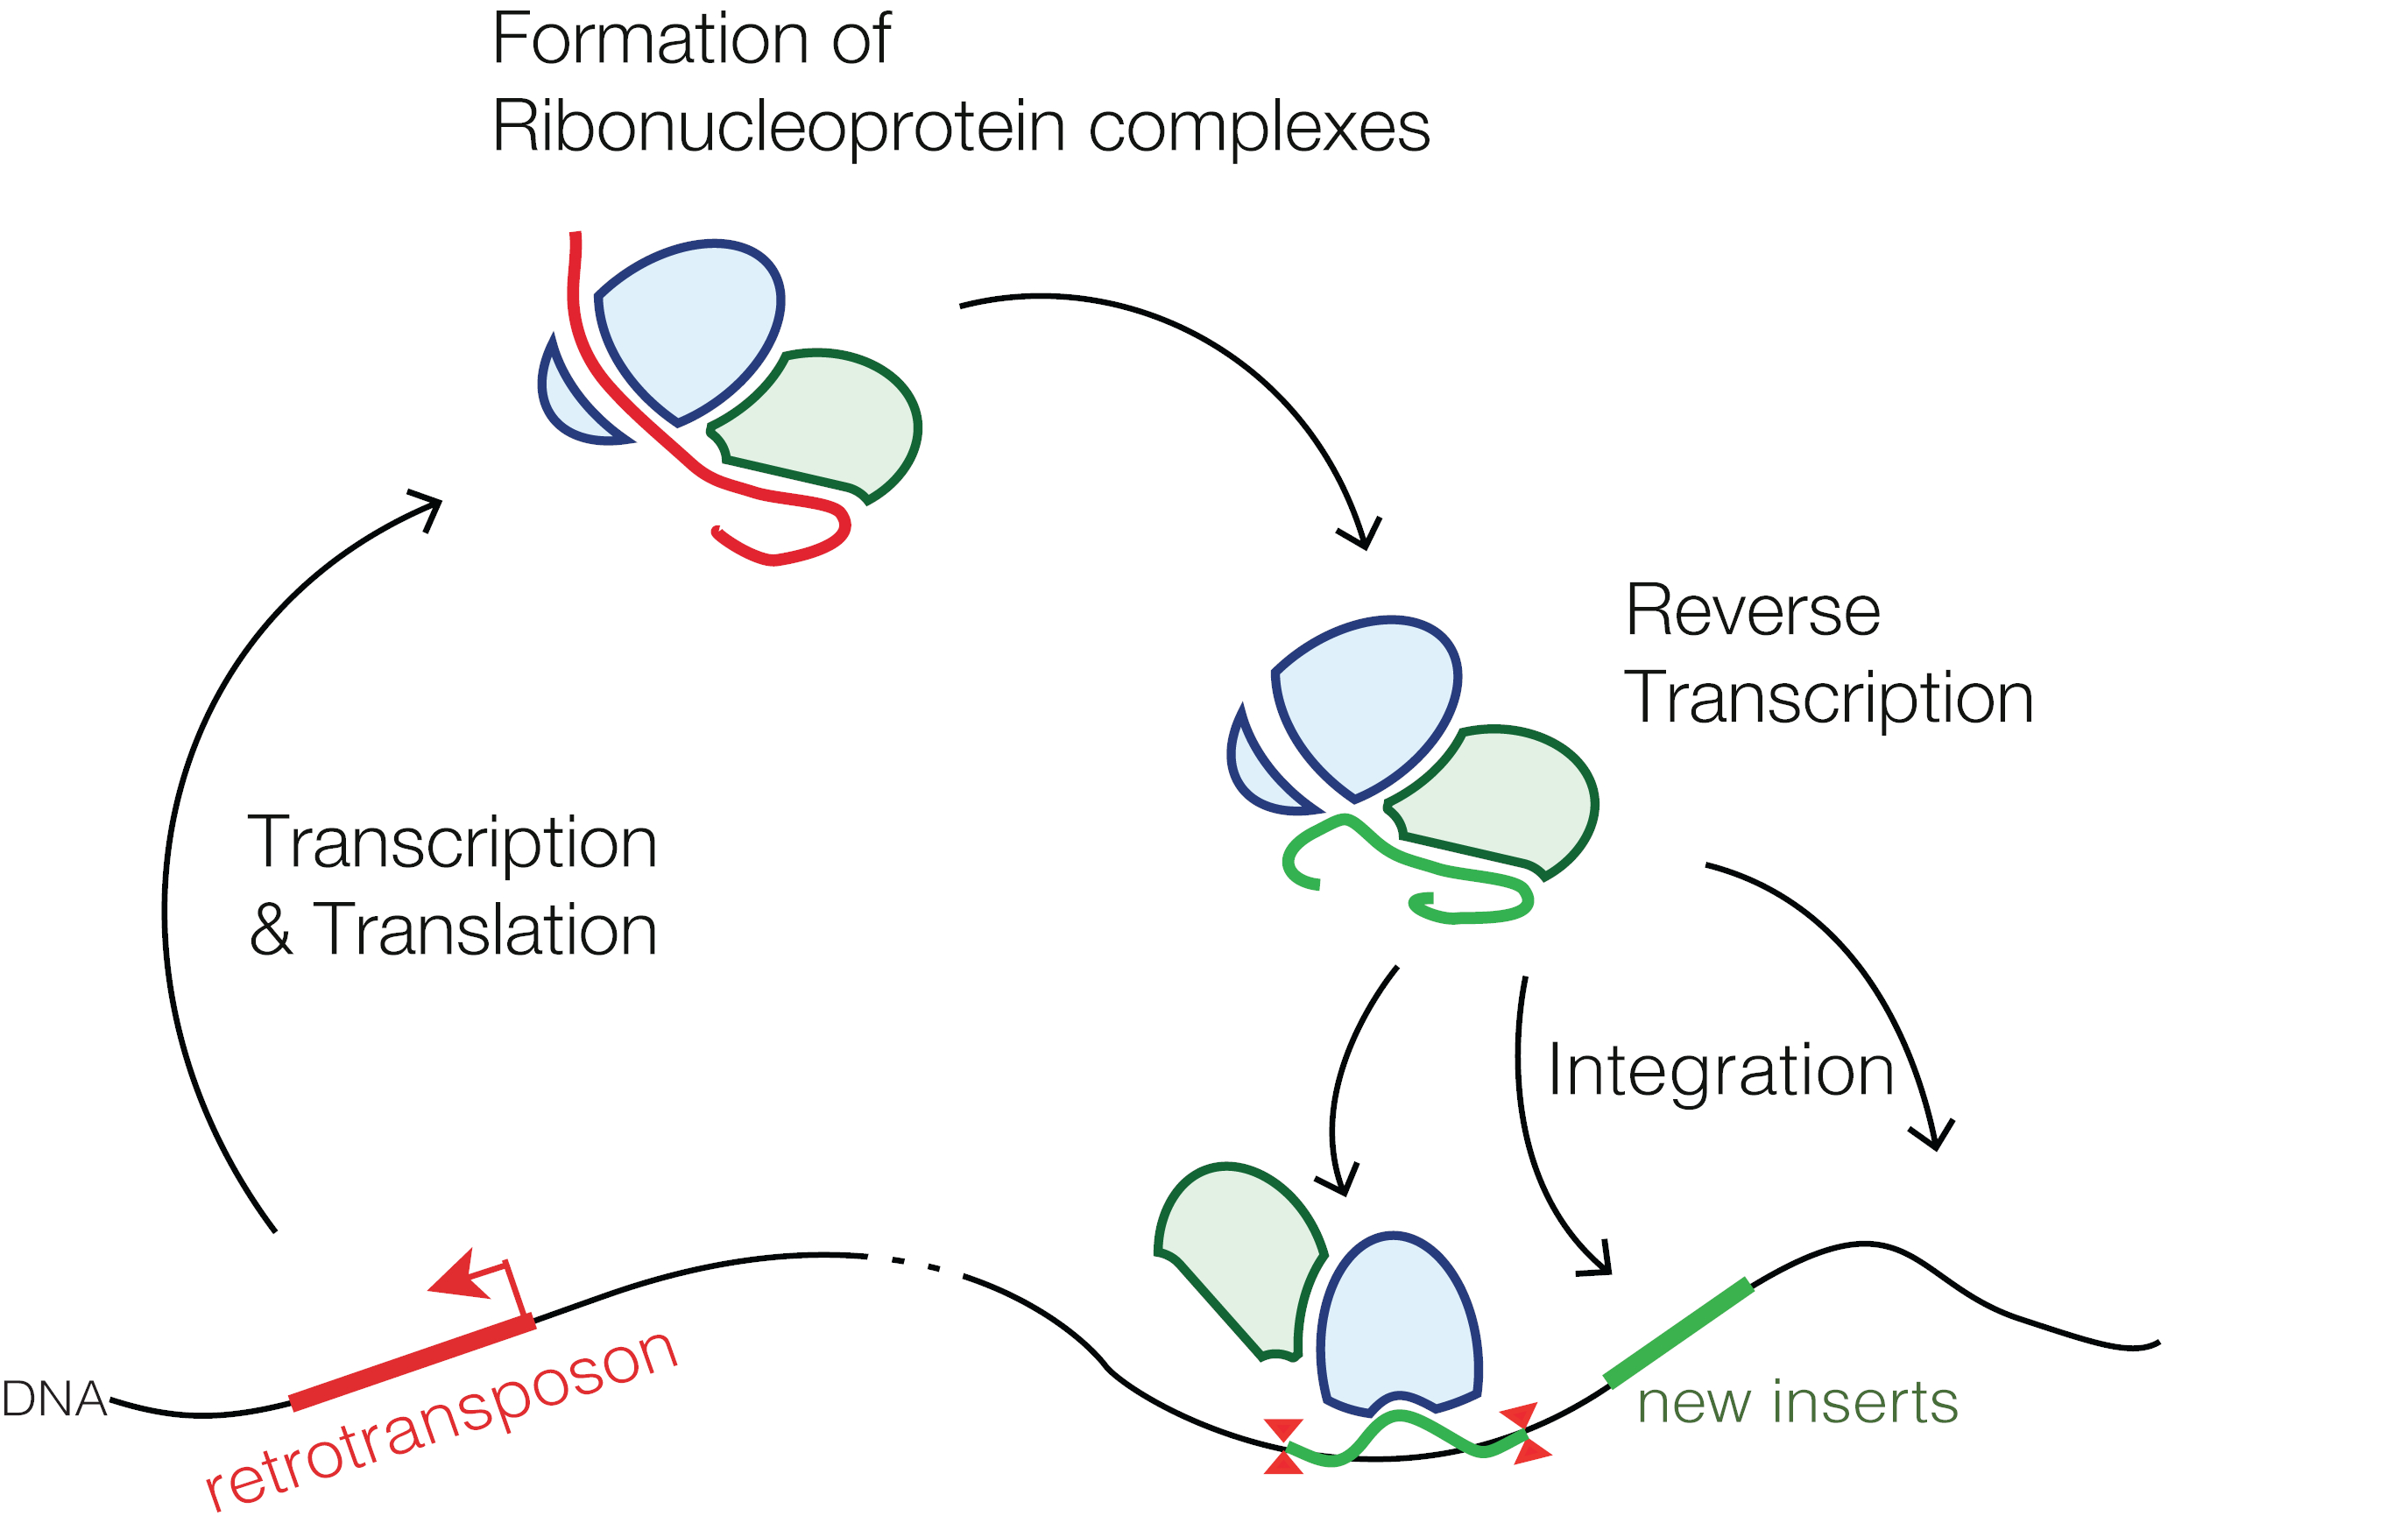 Formation of
Ribonucleoprotein complexes
Reverse
Transcription
Transcription
& Translation
Integration
DNA
retrotransposon
new inserts